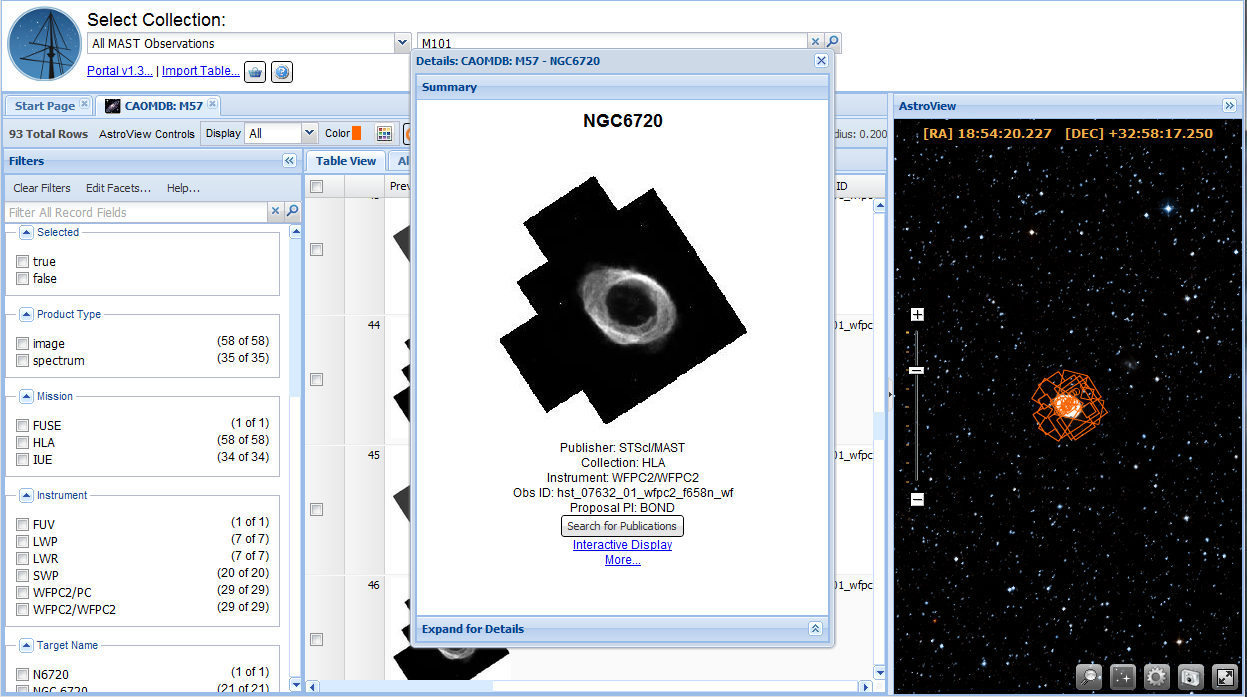 Select Collection:
All MAST Observations
M101
Portal v1.3... | Import Table...
Details: CAOMDB: M57 - NGC6720
Summary
Start Page
CAOMDB: M57
AstroView
93 Total Rows
AstroView Controls
Display
All
Color
0.200
[RA] 18:54:20.227 [DEC] +32:58:17.250
Filters
Table View
Clear Filters
Edit Facets...
Help...
ID
Filter All Record Fields
Selected
true
false
Product Type
image (58 of 58)
spectrum (35 of 35)
Mission
FUSE (1 of 1)
HLA (58 of 58)
IUE (34 of 34)
Instrument
FUV (1 of 1)
LWP (7 of 7)
LWR (7 of 7)
SWP (20 of 20)
WFPC2/PC (29 of 29)
WFPC2/WFPC2 (29 of 29)
Target Name
N6720 (1 of 1)
NGC 6720 (21 of 21)
44
01_wfpc
45
01_wfpc
46
01_wfpc
NGC6720
Publisher: STScI/MAST
Collection: HLA
Instrument: WFPC2/WFPC2
Obs ID: hst_07632_01_wfpc2_f658n_wf
Proposal PI: BOND
Search for Publications
Interactive Display
More...
Expand for Details